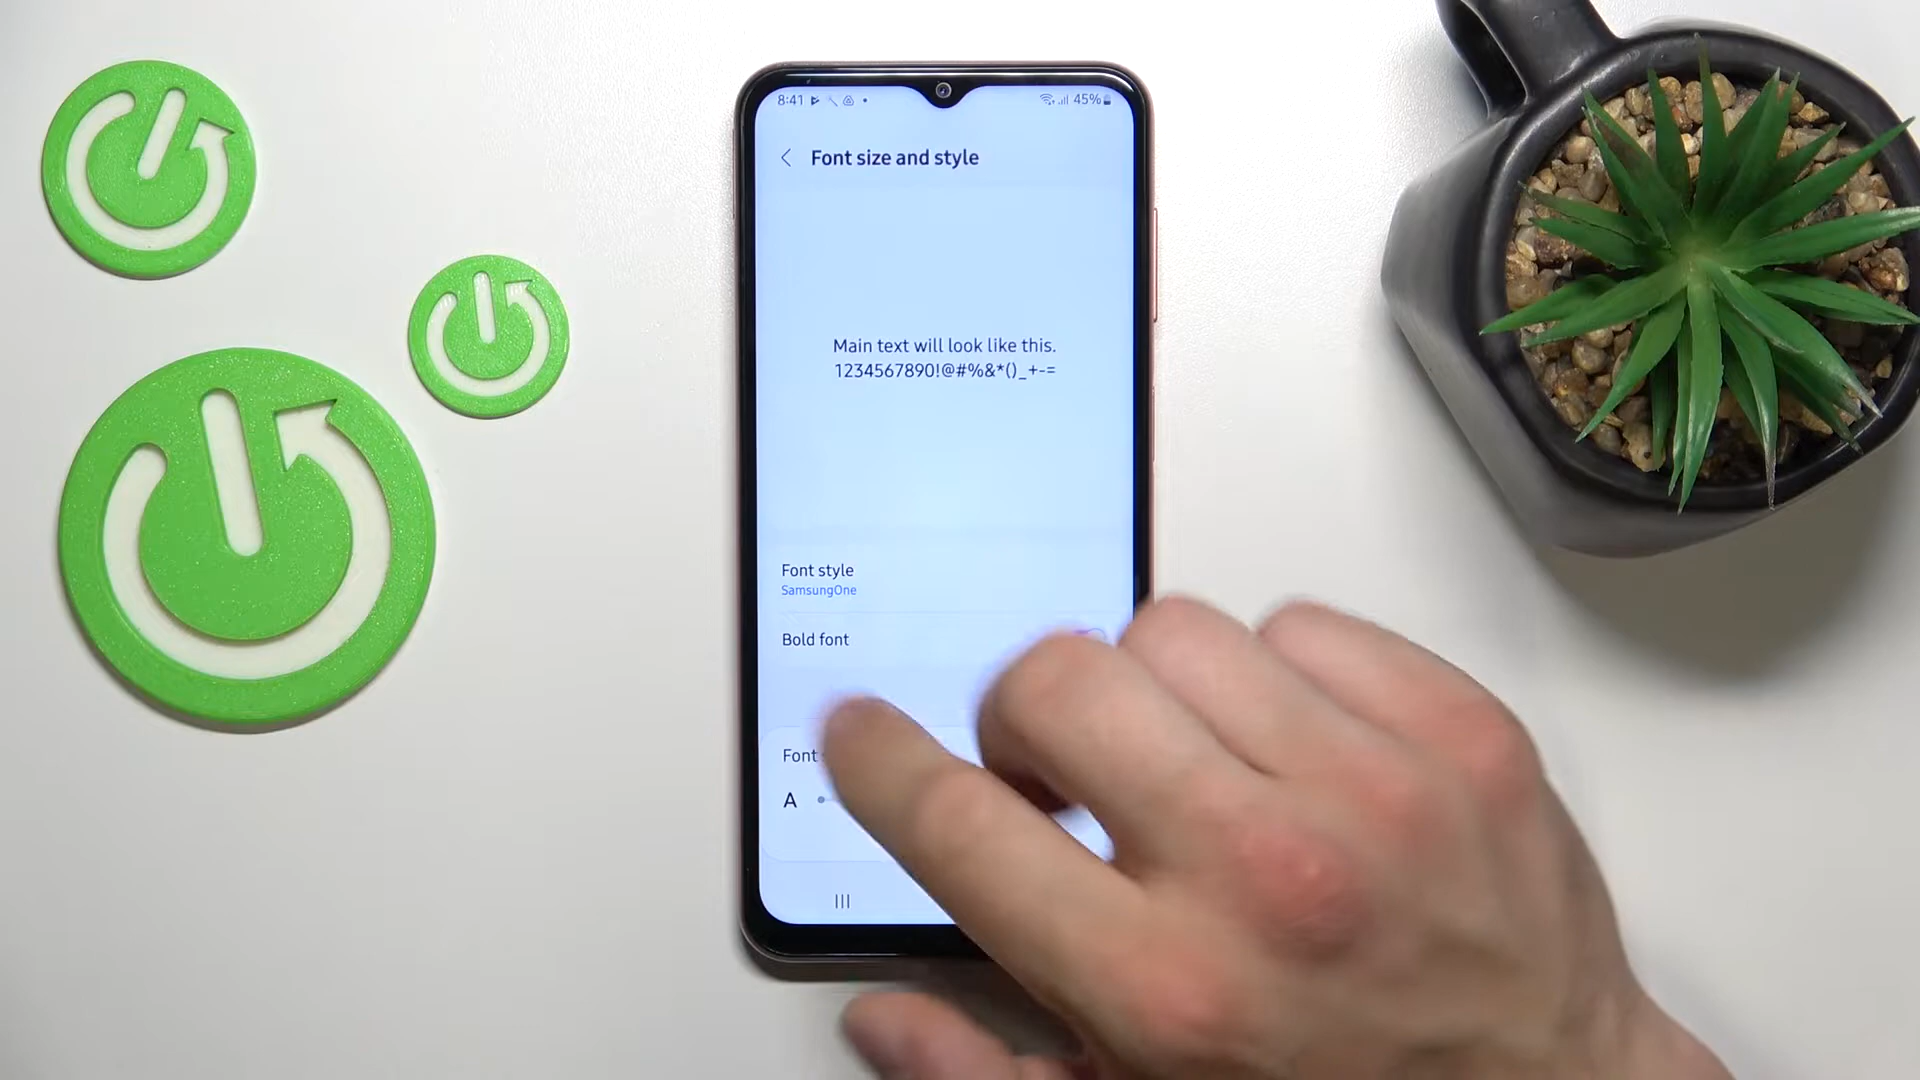 8:41 45%
Font size and style
Main text will look like this.
1234567890!@#%&*()_+-=
Font style
SamsungOne
Bold font
Font
A